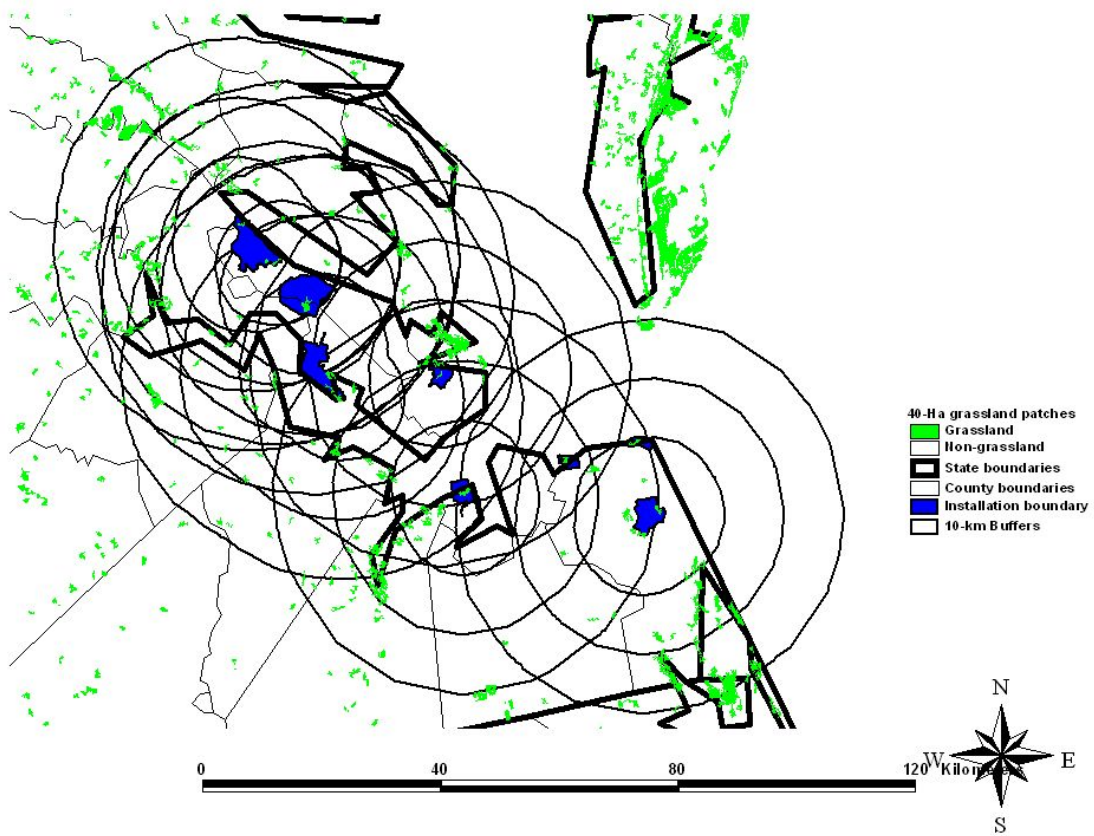 40-Ha grassland patches
Grassland
Non-grassland
State boundaries
County boundaries
Installation boundary
10-km Buffers
N
W E
S
0 40 80 120 Kilometers